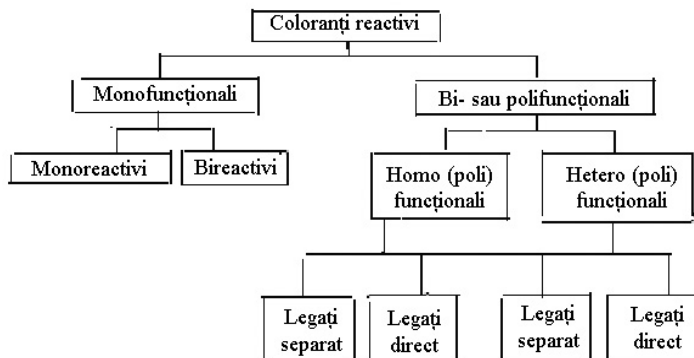 Coloranți reactivi
Monofuncționali
Bi- sau polifuncționali
Monoreactivi
Bireactivi
Homo (poli)
funcționali
Hetero (poli)
funcționali
Legați
separat
Legați
direct
Legați
separat
Legați
direct